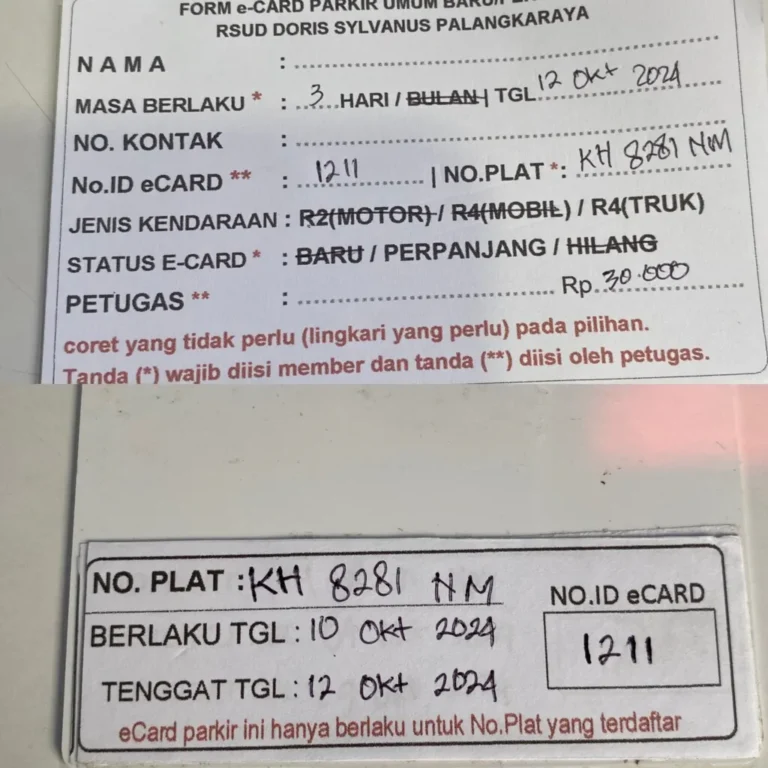 FORM e-CARD PARKIR UMUM
RSUD DORIS SYLVANUS PALANGKARAYA
NAMA :
MASA BERLAKU * : 3 HARI / BULAN | TGL 12 Okt 2024
NO. KONTAK :
No.ID eCARD ** : 1211 | NO.PLAT *: KH 8281 NM
JENIS KENDARAAN : R2(MOTOR) / R4(MOBIL) / R4(TRUK)
STATUS E-CARD * : BARU / PERPANJANG / HILANG
PETUGAS ** : Rp. 30.000
coret yang tidak perlu (lingkari yang perlu) pada pilihan.
Tanda (*) wajib diisi member dan tanda (**) diisi oleh petugas.
NO. PLAT : KH 8281 NM
NO.ID eCARD
BERLAKU TGL : 10 Okt 2024
1211
TENGGAT TGL : 12 Okt 2024
eCard parkir ini hanya berlaku untuk No.Plat yang terdaftar